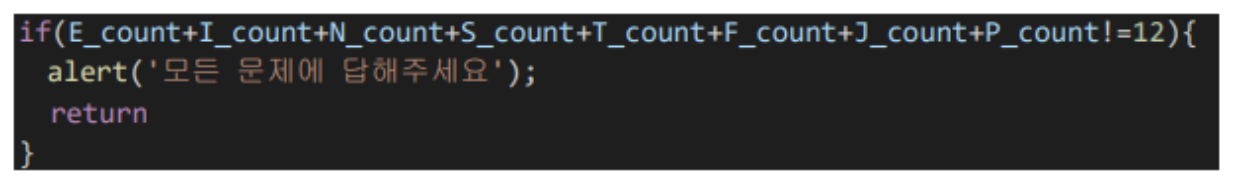 if(E_count+I_count+N_count+S_count+T_count+F_count+J_count+P_count!=12){
alert('모든 문제에 답해주세요');
return
}